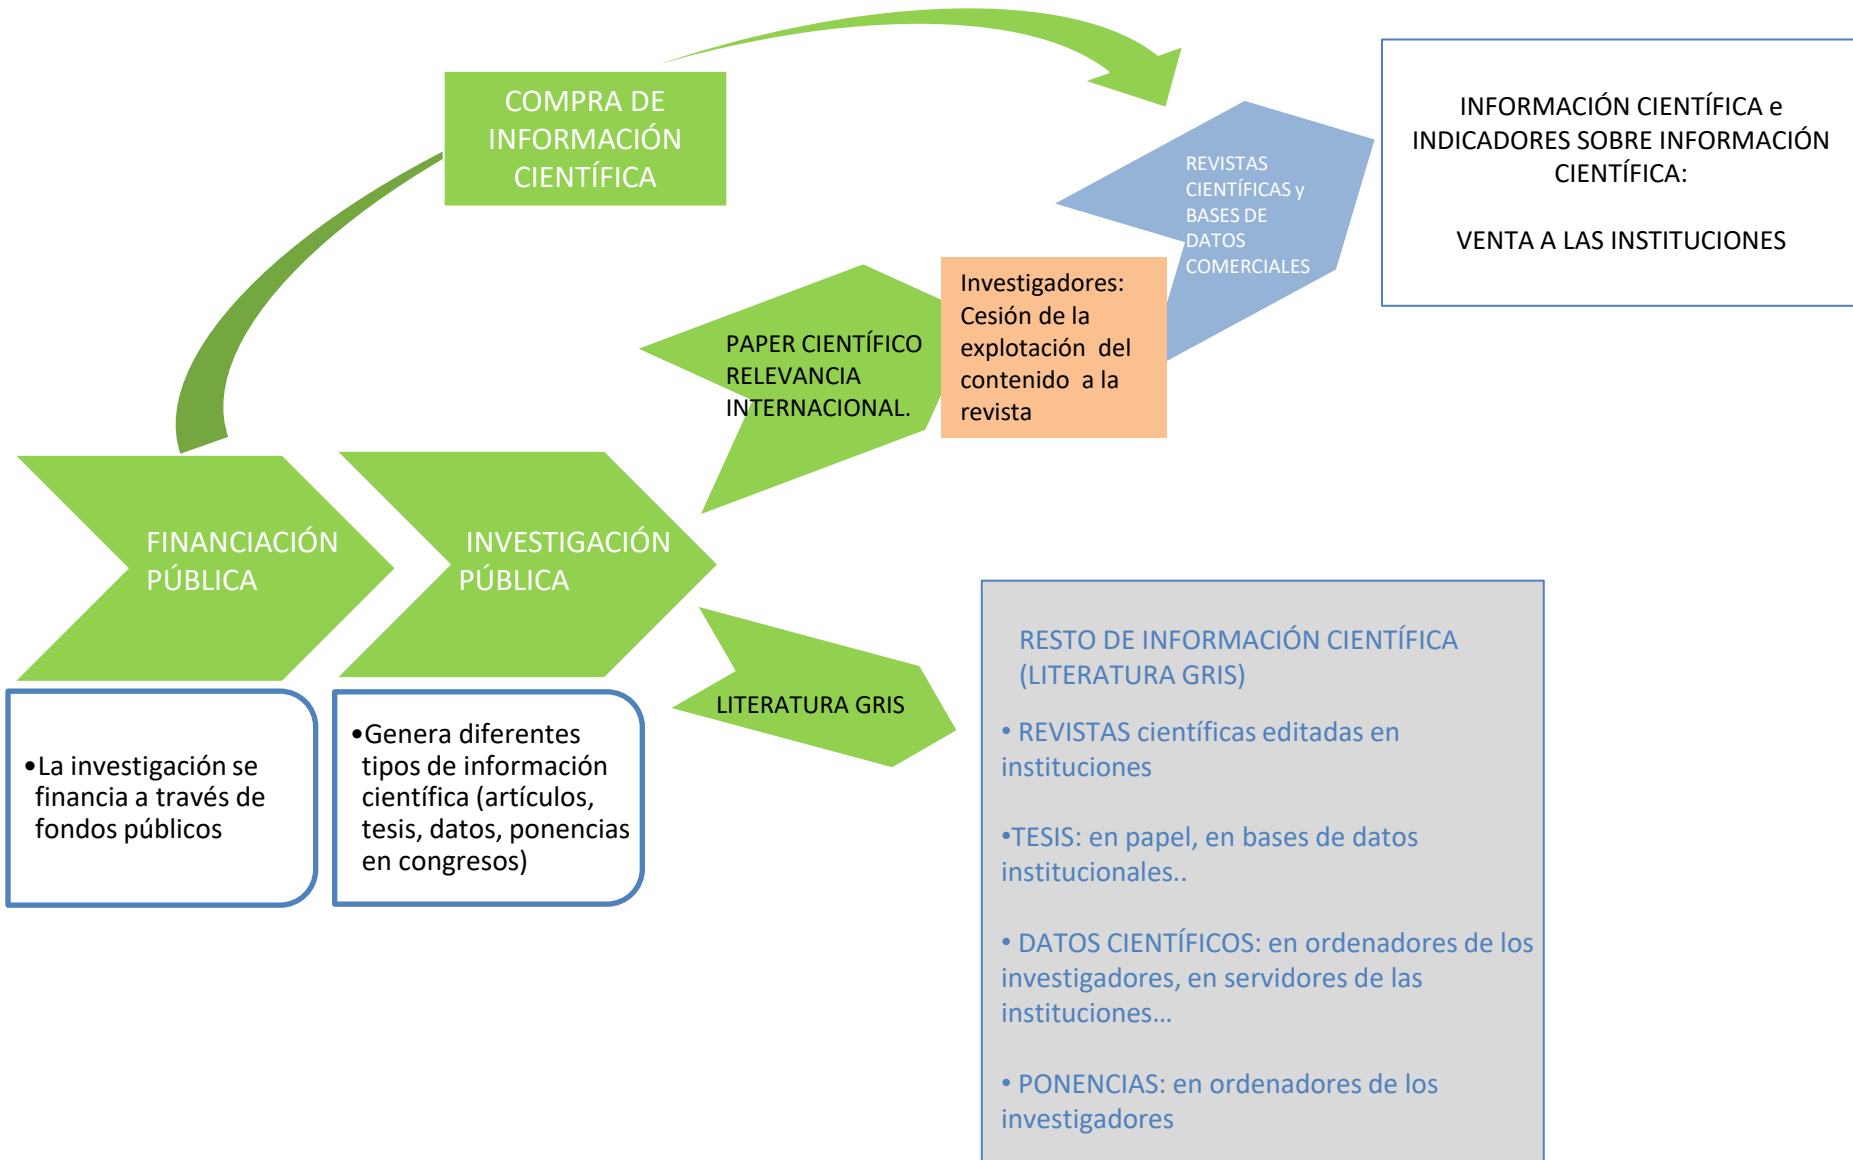 COMPRA DE
INFORMACIÓN
CIENTÍFICA
INFORMACIÓN CIENTÍFICA e
INDICADORES SOBRE INFORMACIÓN
CIENTÍFICA:
VENTA A LAS INSTITUCIONES
REVISTAS
CIENTÍFICAS y
BASES DE
DATOS
COMERCIALES
Investigadores:
Cesión de la
explotación del
contenido a la
revista
PAPER CIENTÍFICO
RELEVANCIA
INTERNACIONAL.
FINANCIACIÓN
PÚBLICA
INVESTIGACIÓN
PÚBLICA
•La investigación se
financia a través de
fondos públicos
•Genera diferentes
tipos de información
científica (artículos,
tesis, datos, ponencias
en congresos)
LITERATURA GRIS
RESTO DE INFORMACIÓN CIENTÍFICA
(LITERATURA GRIS)
• REVISTAS científicas editadas en
instituciones
•TESIS: en papel, en bases de datos
institucionales..
• DATOS CIENTÍFICOS: en ordenadores de los
investigadores, en servidores de las
instituciones…
• PONENCIAS: en ordenadores de los
investigadores